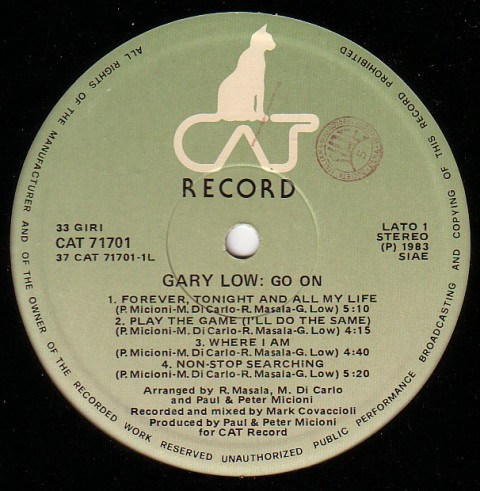 CAT
RECORD
33 GIRI
CAT 71701
37 CAT 71701-1L
LATO 1
STEREO
(P) 1983
SIAE
GARY LOW: GO ON
1. FOREVER, TONIGHT AND ALL MY LIFE
(P. Micioni-M. Di Carlo-R. Masala-G. Low) 5:10
2. PLAY THE GAME (I'LL DO THE SAME)
(P. Micioni-M. Di Carlo-R. Masala-G. Low) 4:15
3. WHERE I AM
(P. Micioni-M. Di Carlo-R. Masala-G. Low) 4:40
4. NON-STOP SEARCHING
(P. Micioni-M. Di Carlo-R. Masala-G. Low) 5:20
Arranged by R. Masala, M. Di Carlo
and Paul & Peter Micioni
Recorded and mixed by Mark Covaccioli
Produced by Paul & Peter Micioni
for CAT Record
ALL RIGHTS OF THE MANUFACTURER AND OF THE OWNER OF THE RECORDED WORK RESERVED UNAUTHORIZED PUBLIC PERFORMANCE BROADCASTING AND COPYING OF THIS RECORD PROHIBITED